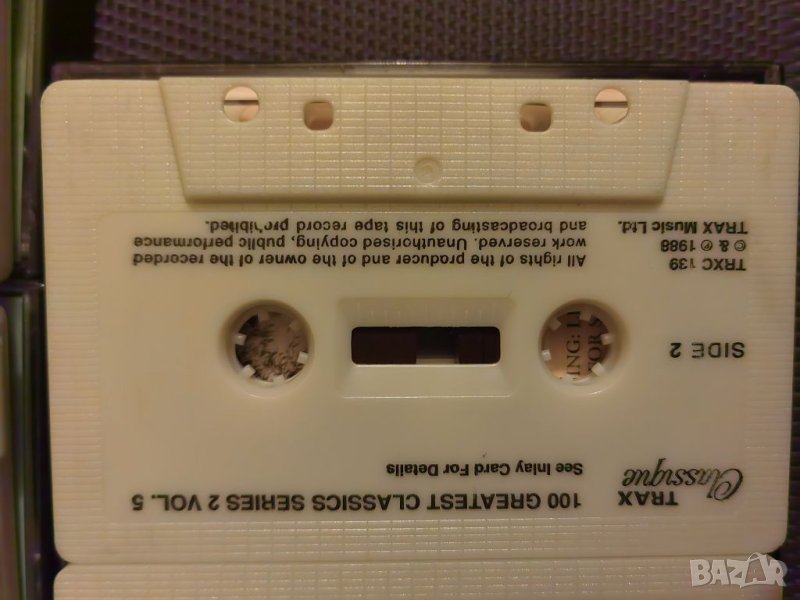 TRAX
Classique
100 GREATEST CLASSICS SERIES 2 VOL. 5
See Inlay Card For Details
SIDE 2
TRXC 139
© & ℗ 1988
TRAX Music Ltd.
All rights of the producer and of the owner of the recorded
work reserved. Unauthorised copying, public performance
and broadcasting of this tape record prohibited.
BAZAR